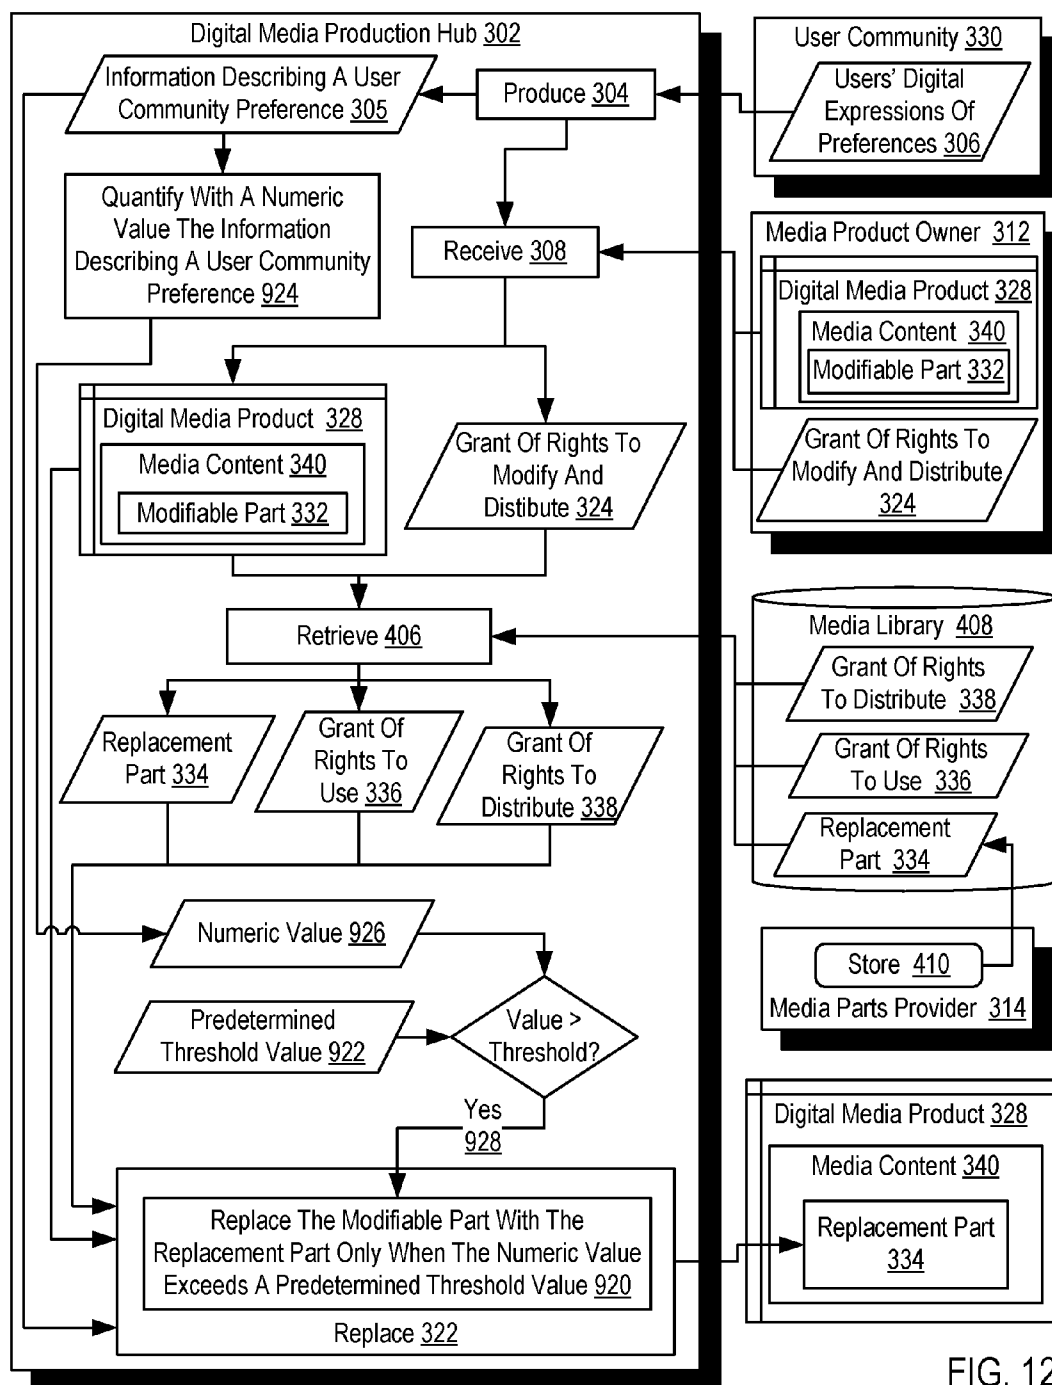 Digital Media Production Hub 302
Information Describing A User
Community Preference 305
Produce 304
Quantify With A Numeric
Value The Information
Describing A User Community
Preference 924
Receive 308
Digital Media Product 328
Media Content 340
Modifiable Part 332
Grant Of Rights To
Modify And
Distibute 324
Retrieve 406
Replacement
Part 334
Grant Of
Rights To
Use 336
Grant Of
Rights To
Distribute 338
Numeric Value 926
Predetermined
Threshold Value 922
Value >
Threshold?
Yes
928
Replace The Modifiable Part With The
Replacement Part Only When The Numeric Value
Exceeds A Predetermined Threshold Value 920
Replace 322
User Community 330
Users' Digital
Expressions Of
Preferences 306
Media Product Owner 312
Digital Media Product 328
Media Content 340
Modifiable Part 332
Grant Of Rights To
Modify And Distribute
324
Media Library 408
Grant Of Rights
To Distribute 338
Grant Of Rights
To Use 336
Replacement
Part 334
Store 410
Media Parts Provider 314
Digital Media Product 328
Media Content 340
Replacement Part
334
FIG. 12